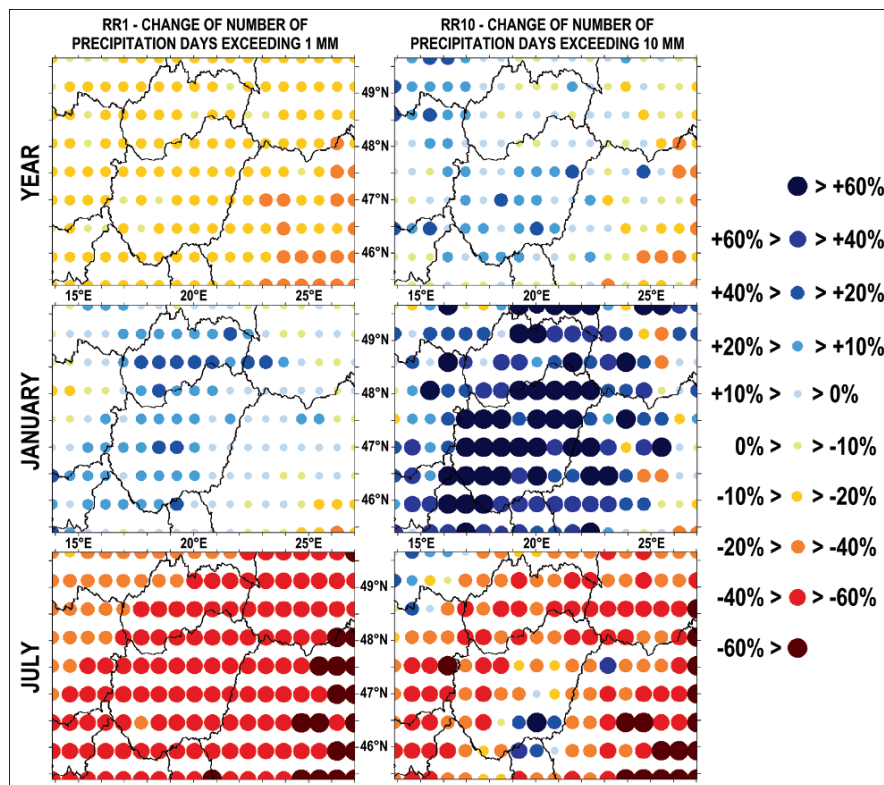 RR1 - CHANGE OF NUMBER OF
PRECIPITATION DAYS EXCEEDING 1 MM
RR10 - CHANGE OF NUMBER OF
PRECIPITATION DAYS EXCEEDING 10 MM
YEAR
49°N
48°N
47°N
46°N
15°E 20°E 25°E
15°E 20°E 25°E
JANUARY
49°N
48°N
47°N
46°N
15°E 20°E 25°E
15°E 20°E 25°E
JULY
49°N
48°N
47°N
46°N
> +60%
+60% > > +40%
+40% > > +20%
+20% > > +10%
+10% > > 0%
0% > > -10%
-10% > > -20%
-20% > > -40%
-40% > > -60%
-60% >